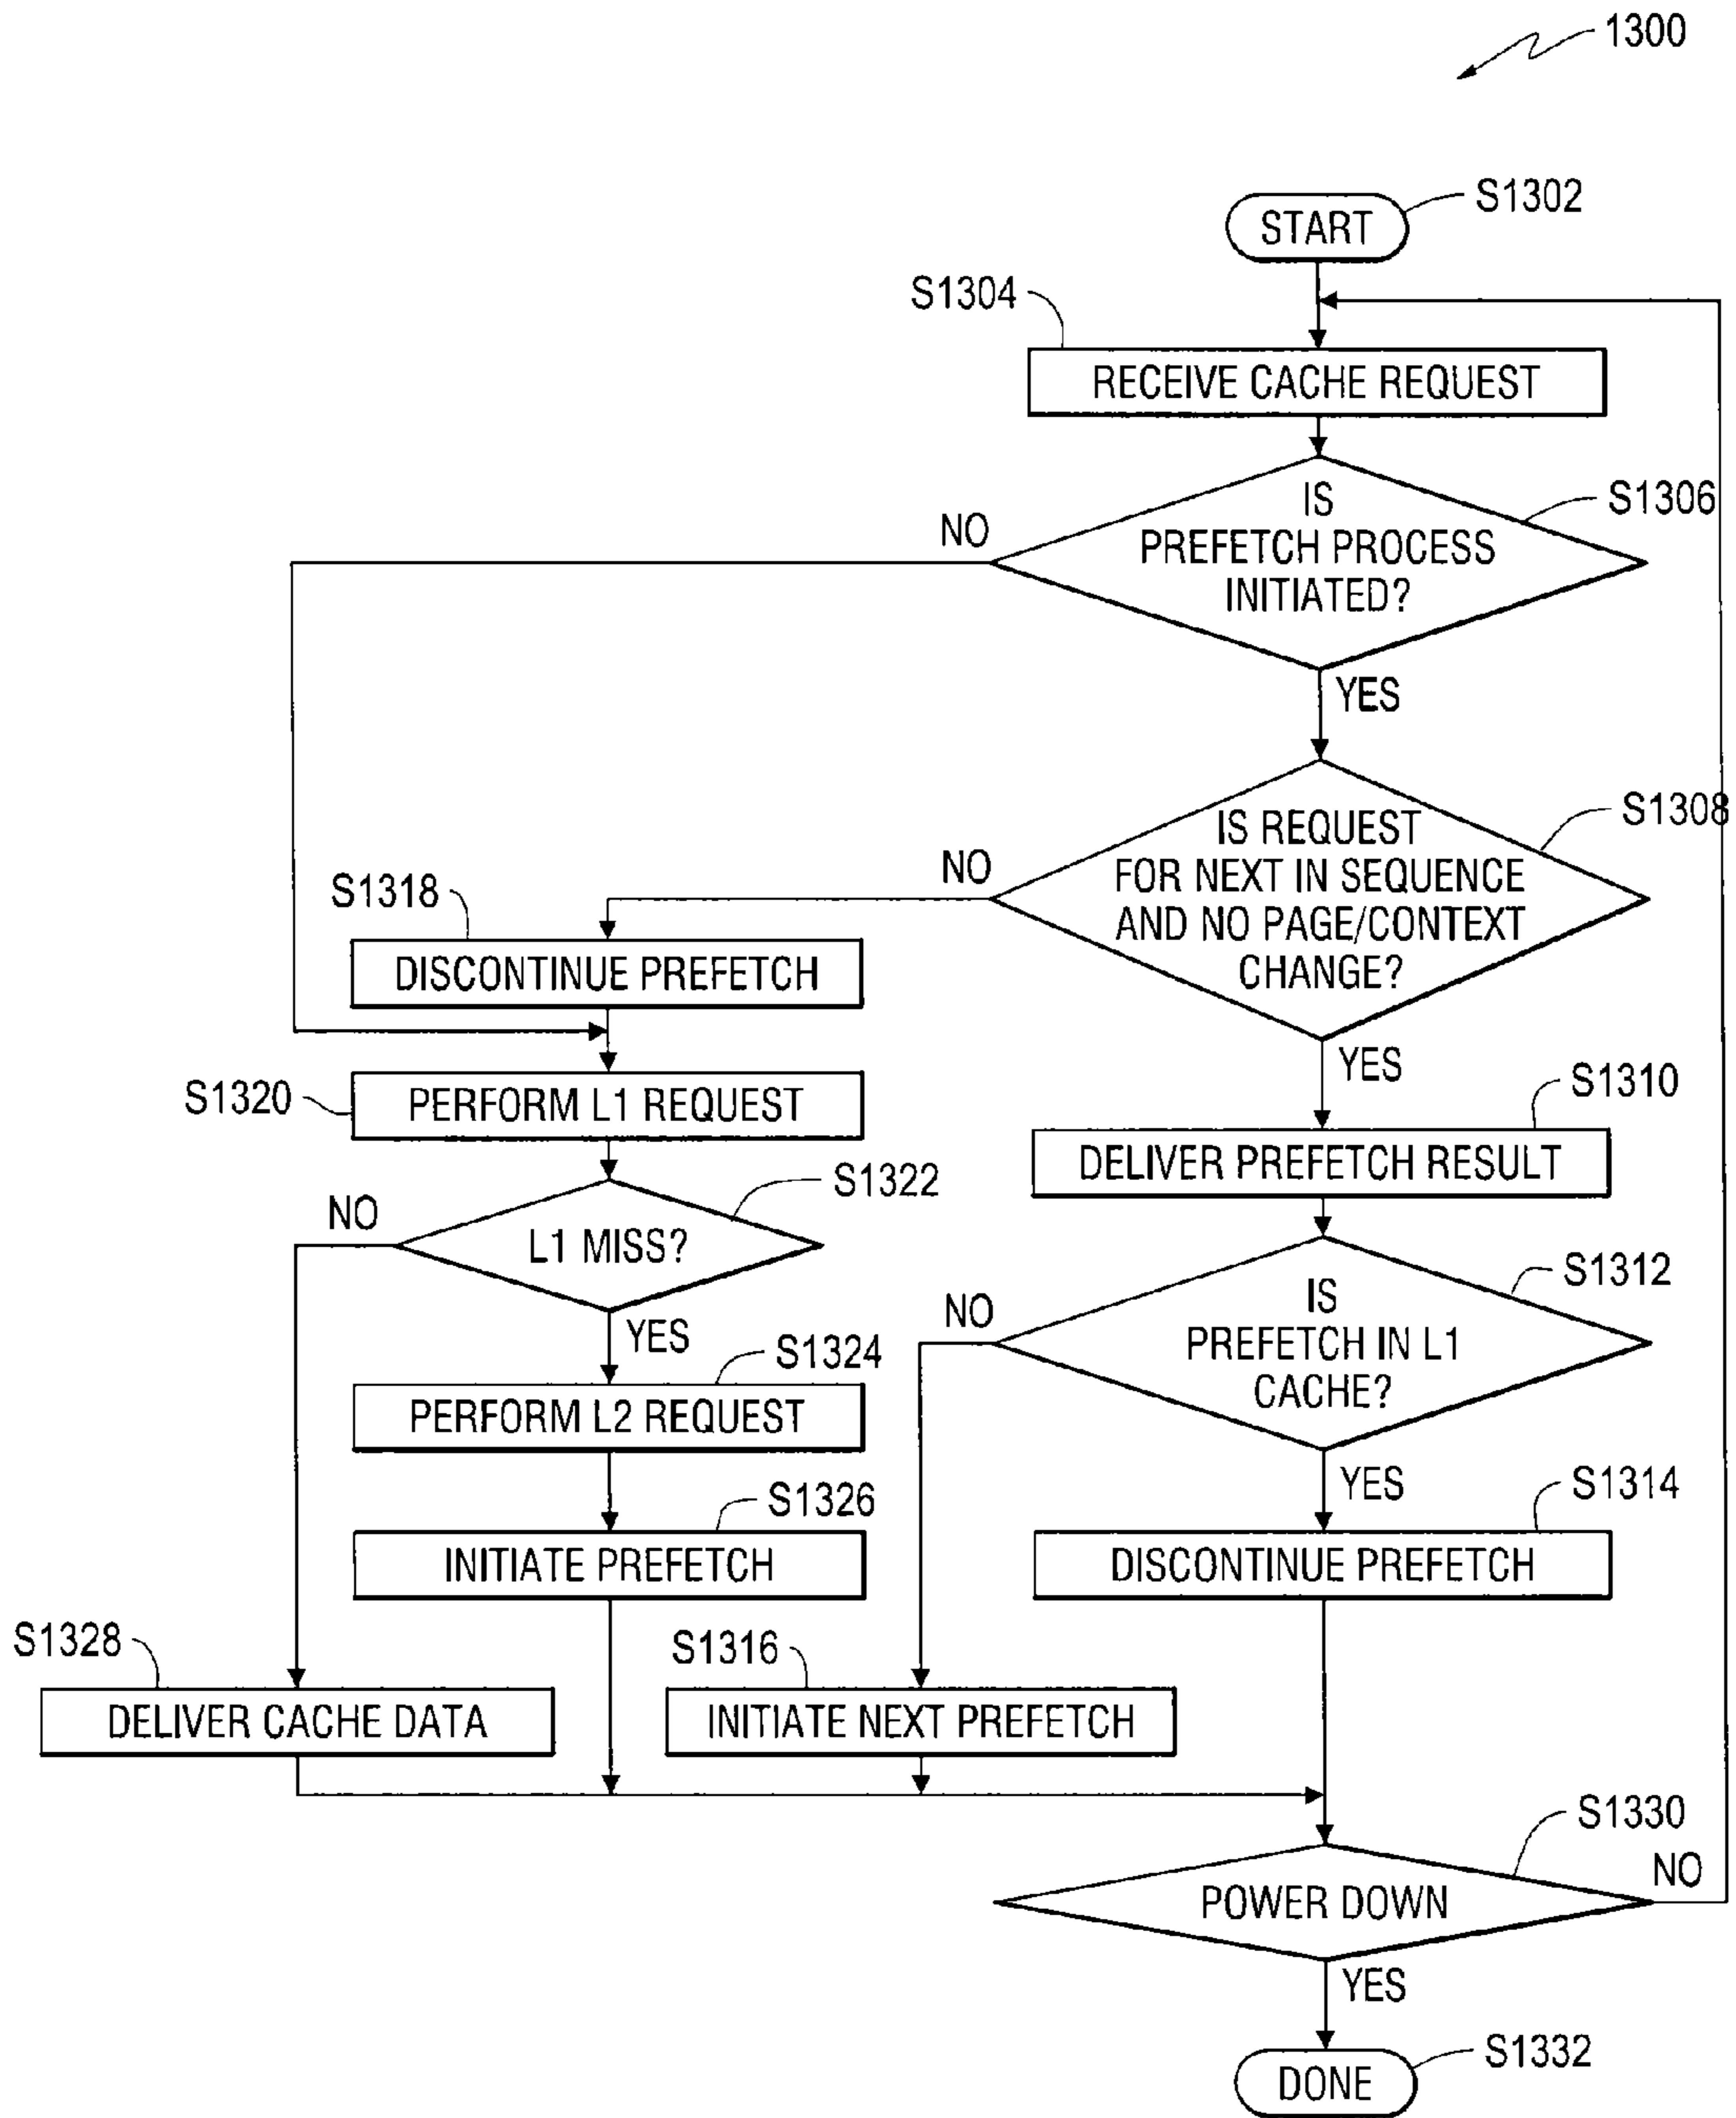 1300
START
S1302
S1304
RECEIVE CACHE REQUEST
IS
PREFETCH PROCESS
INITIATED?
S1306
NO
YES
IS REQUEST
FOR NEXT IN SEQUENCE
AND NO PAGE/CONTEXT
CHANGE?
S1308
NO
YES
S1318
DISCONTINUE PREFETCH
S1320
PERFORM L1 REQUEST
S1310
DELIVER PREFETCH RESULT
S1322
L1 MISS?
NO
YES
S1312
IS
PREFETCH IN L1
CACHE?
NO
YES
S1324
PERFORM L2 REQUEST
S1326
INITIATE PREFETCH
S1314
DISCONTINUE PREFETCH
S1328
DELIVER CACHE DATA
S1316
INITIATE NEXT PREFETCH
S1330
POWER DOWN
NO
YES
S1332
DONE